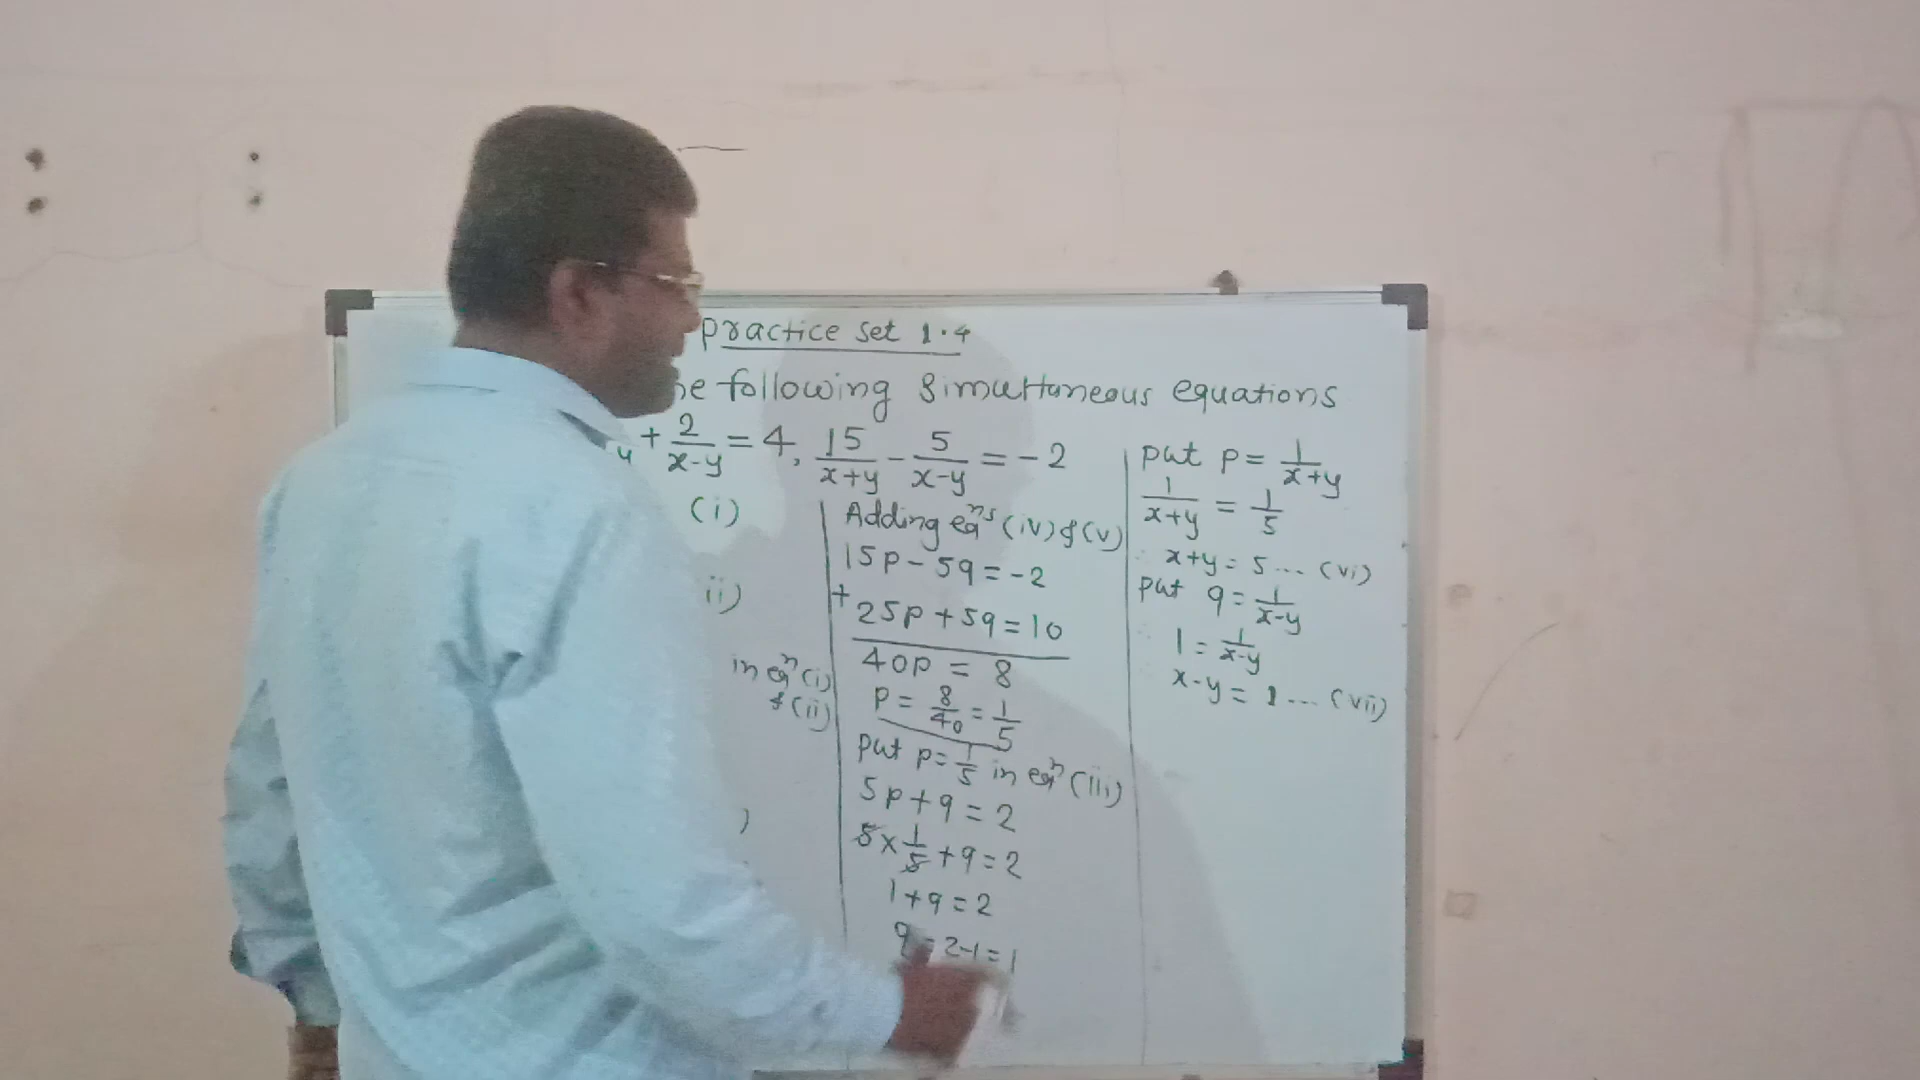 practice set 1.4
following simultaneous equations
+ 2/(x-y) = 4, 15/(x+y) - 5/(x-y) = -2
(i)
ii)
in eqⁿ (i)
& (ii)
)
Adding eqⁿˢ (iv) & (v)
15p - 5q = -2
+ 25p + 5q = 10
40p = 8
p = 8/40 = 1/5
put p = 1/5 in eqⁿ (iii)
5p + q = 2
5 x 1/5 + q = 2
1 + q = 2
q = 2-1 = 1
put p = 1/(x+y)
1/(x+y) = 1/5
∴ x+y = 5 --- (vi)
put q = 1/(x-y)
∴ 1 = 1/(x-y)
x-y = 1 --- (vii)